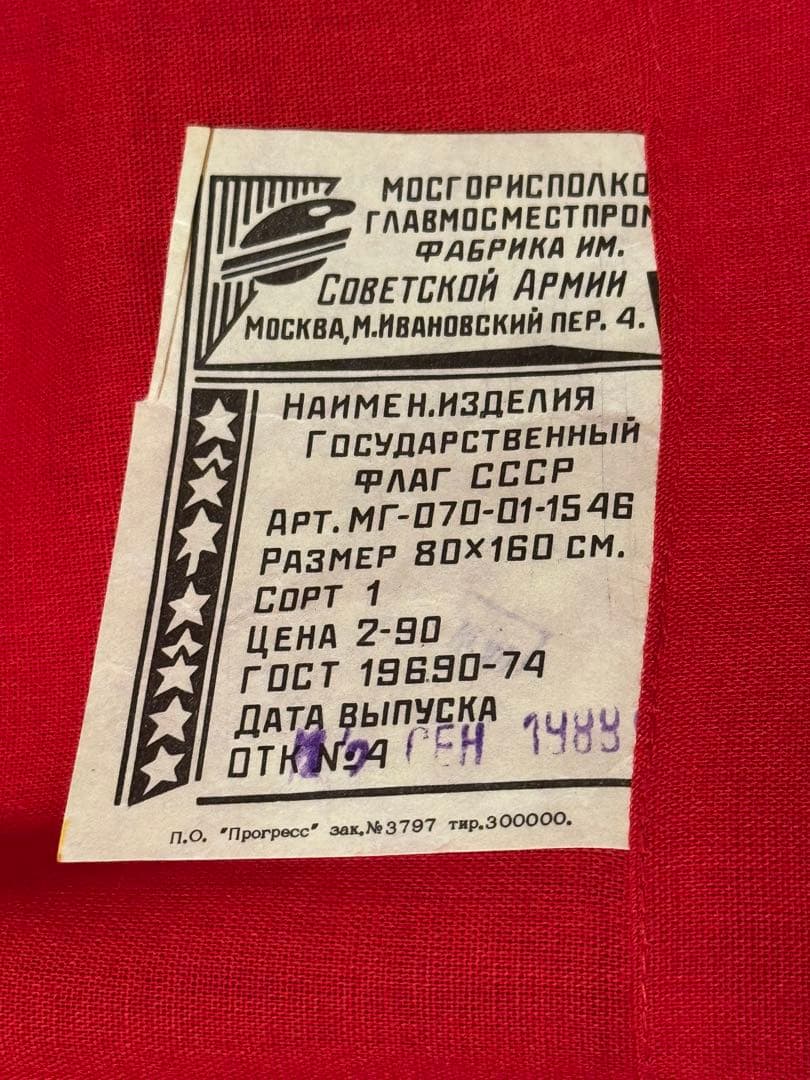 МОСГОРИСПОЛКО
ГЛАВМОСМЕСТПРОМ
ФАБРИКА ИМ.
СОВЕТСКОЙ АРМИИ
МОСКВА, М.ИВАНОВСКИЙ ПЕР. 4.
НАИМЕН.ИЗДЕЛИЯ
ГОСУДАРСТВЕННЫЙ
ФЛАГ СССР
АРТ. МГ-070-01-1546
РАЗМЕР 80×160 СМ.
СОРТ 1
ЦЕНА 2-90
ГОСТ 19690-74
ДАТА ВЫПУСКА
ОТК №4 СЕН 1989
П.О. "Прогресс" зак.№3797 тир.300000.